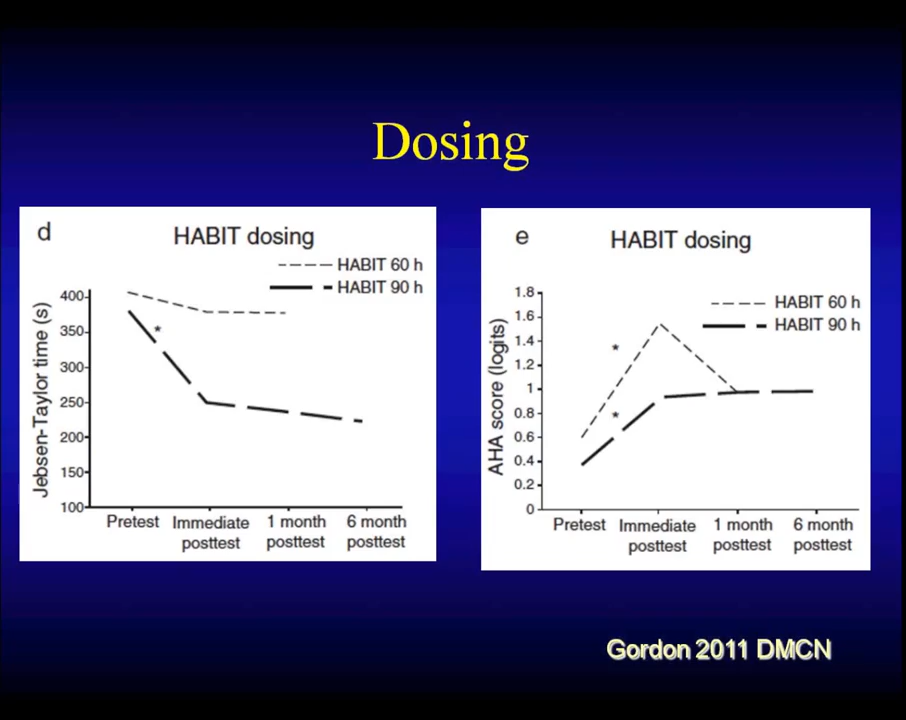 Dosing
d
HABIT dosing
HABIT 60 h
HABIT 90 h
Jebsen-Taylor time (s)
400
350
300
250
200
150
100
*
Pretest
Immediate
posttest
1 month
posttest
6 month
posttest
e
HABIT dosing
HABIT 60 h
HABIT 90 h
AHA score (logits)
1.8
1.6
1.4
1.2
1
0.8
0.6
0.4
0.2
0
*
*
Pretest
Immediate
posttest
1 month
posttest
6 month
posttest
Gordon 2011 DMCN